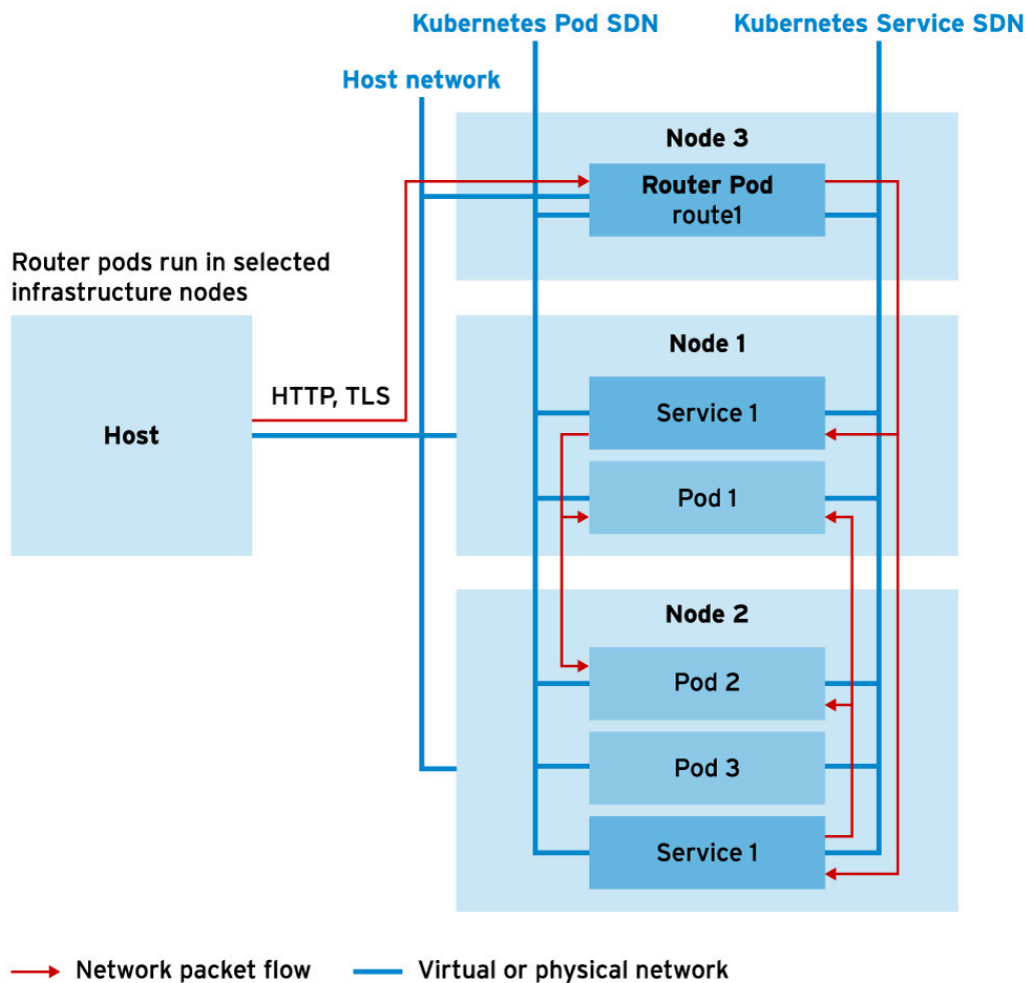 Kubernetes Pod SDN
Kubernetes Service SDN
Host network
Node 3
Router Pod
route1
Router pods run in selected
infrastructure nodes
Node 1
HTTP, TLS
Service 1
Host
Pod 1
Node 2
Pod 2
Pod 3
Service 1
Network packet flow
Virtual or physical network